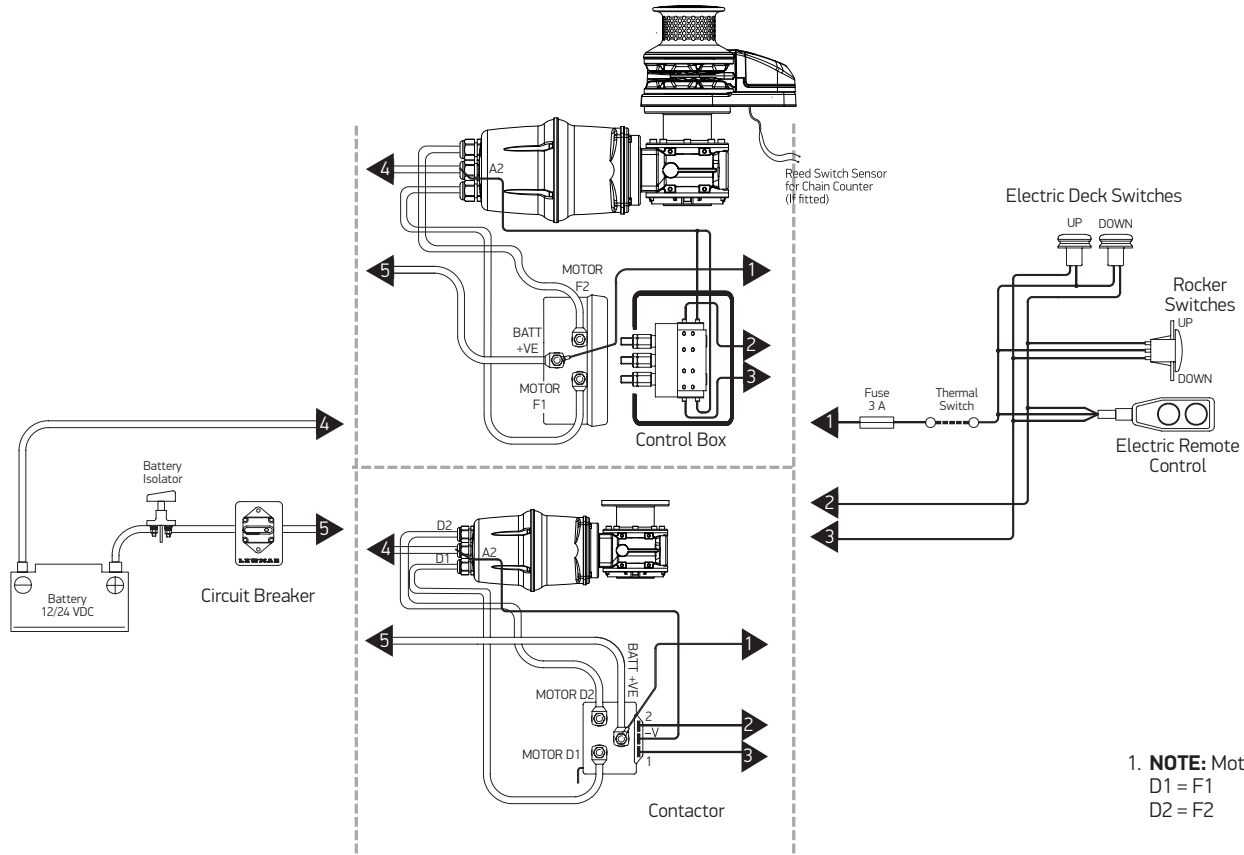 4
A2
Reed Switch Sensor
for Chain Counter
(If fitted)
5
MOTOR
F2
1
BATT
+VE
2
MOTOR
F1
3
Control Box
Electric Deck Switches
UP
DOWN
Rocker
Switches
UP
DOWN
Fuse
3 A
Thermal
Switch
1
Electric Remote
Control
2
3
4
Battery
Isolator
5
LEWMAR
Circuit Breaker
Battery
12/24 VDC
D2
4
A2
D1
5
BATT +VE
1
MOTOR D2
2
2
–V
MOTOR D1
1
3
Contactor
1. NOTE: Mot
D1 = F1
D2 = F2